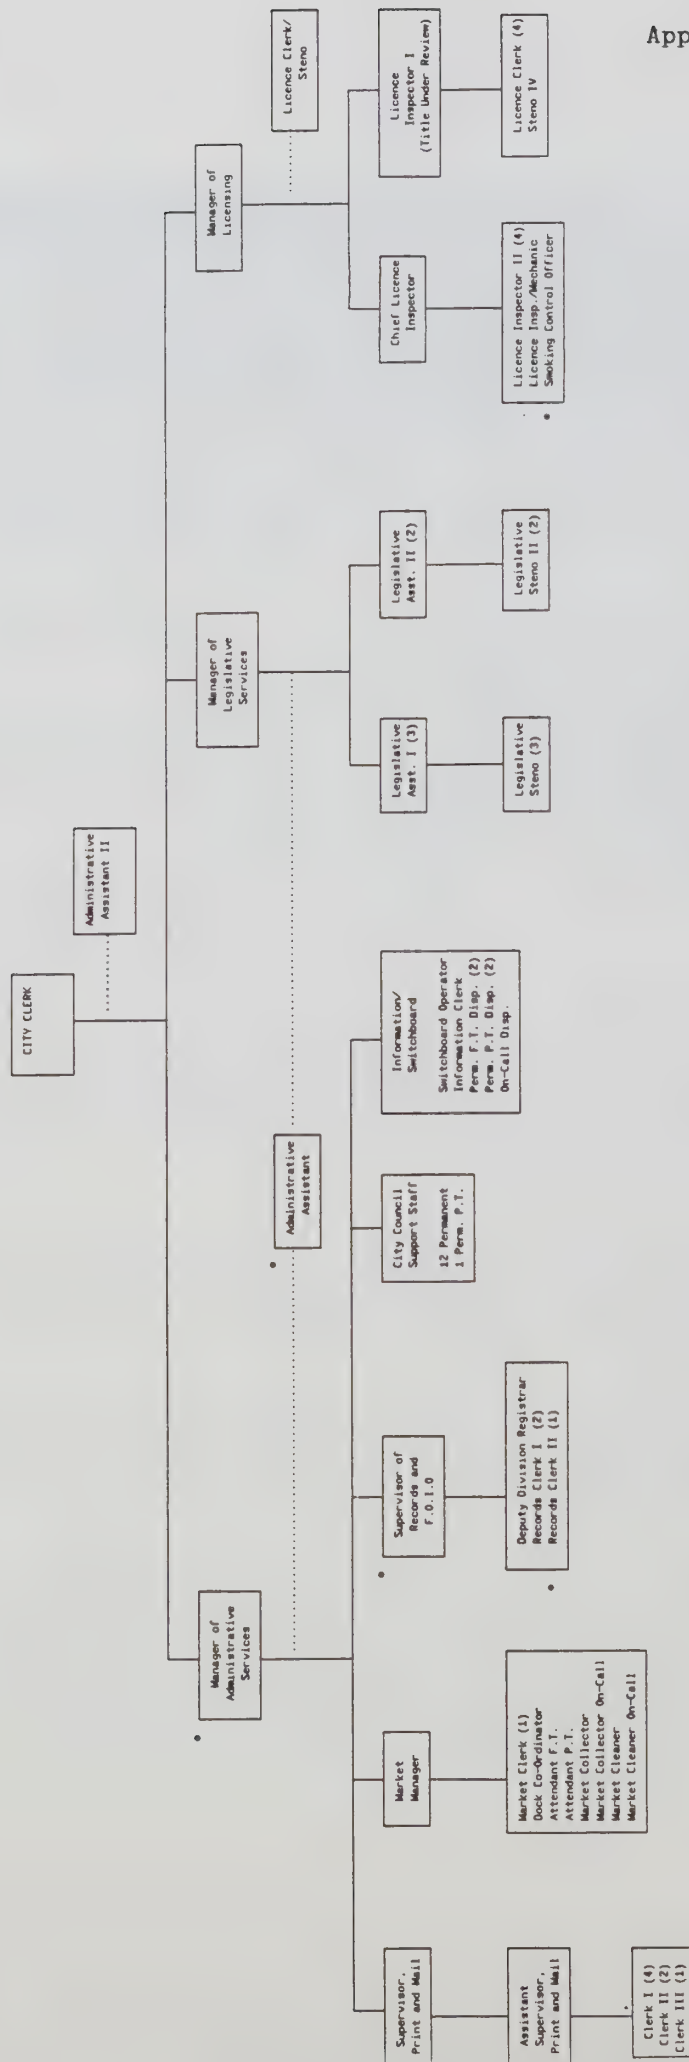 App
CITY CLERK
Administrative
Assistant II
Manager of
Administrative
Services
Manager of
Legislative
Services
Manager of
Licensing
Administrative
Assistant
Licence Clerk/
Steno
Supervisor,
Print and Mail
Market
Manager
Supervisor of
Records and
F.O.I.O
City Council
Support Staff
12 Permanent
1 Perm. P.T.
Information/
Switchboard
Switchboard Operator
Information Clerk
Perm. F.T. Disp. (2)
Perm. P.T. Disp. (2)
On-Call Disp.
Legislative
Asst. I (3)
Legislative
Asst. II (2)
Chief Licence
Inspector
Licence
Inspector I
(Title Under Review)
Assistant
Supervisor,
Print and Mail
Market Clerk (1)
Dock Co-Ordinator
Attendant F.T.
Attendant P.T.
Market Collector
Market Collector On-Call
Market Cleaner
Market Cleaner On-Call
Deputy Division Registrar
Records Clerk I (2)
Records Clerk II (1)
Legislative
Steno (3)
Legislative
Steno II (2)
Licence Inspector II (4)
Licence Insp./Mechanic
Smoking Control Officer
Licence Clerk (4)
Steno IV
Clerk I (4)
Clerk II (2)
Clerk III (1)